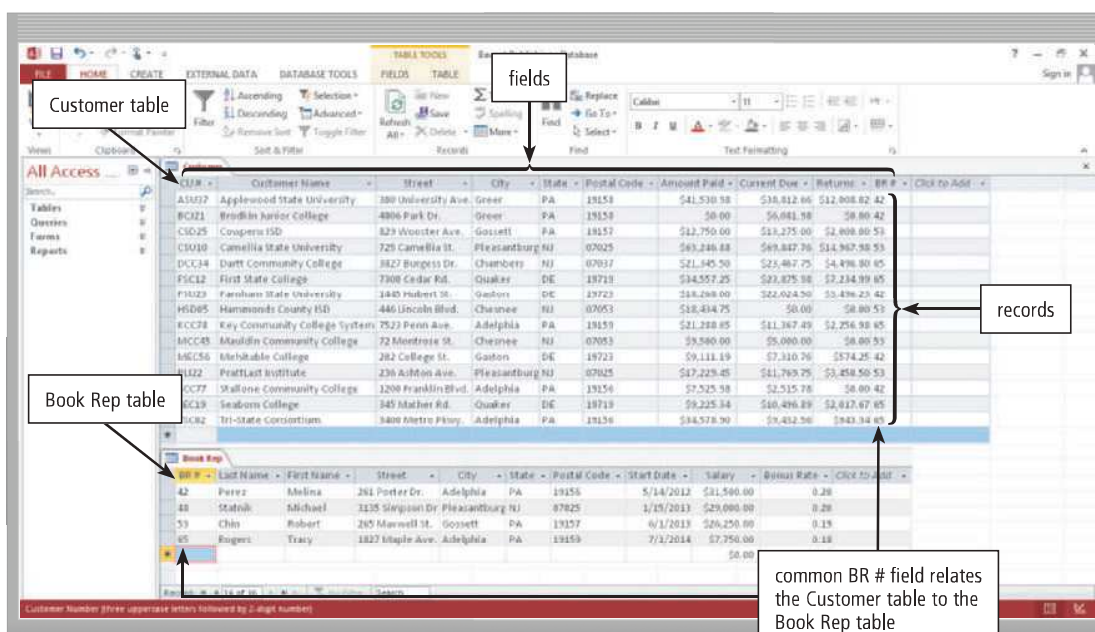 TABLE TOOLS
FILE HOME CREATE EXTERNAL DATA DATABASE TOOLS FIELDS TABLE
Sign in
fields
Customer table
Filter
Ascending
Descending
Remove Sort
Selection
Advanced
Toggle Filter
Refresh All
New
Save
Delete
Spelling
More
Find
Replace
Go To
Select
Calibri 11
B I U
Views Clipboard Sort & Filter Records Find Text Formatting
All Access ...
Search...
Tables
Queries
Forms
Reports
Customer
CU # Customer Name Street City State Postal Code Amount Paid Current Due Returns BR # Click to Add
ASU37 Applewood State University 300 University Ave. Greer PA 19158 $41,530.98 $38,812.66 $12,008.82 42
BCJ21 Brodkin Junior College 4806 Park Dr. Greer PA 19158 $0.00 $6,081.98 $0.00 42
CSD25 Cowpens ISD 829 Wooster Ave. Gossett PA 19157 $12,750.00 $13,275.00 $2,000.00 53
CSU10 Camellia State University 725 Camellia St. Pleasantburg NJ 07025 $63,246.88 $69,847.76 $14,967.98 53
DCC34 Dartt Community College 3827 Burgess Dr. Chambers NJ 07037 $21,345.50 $23,467.75 $4,496.80 65
FSC12 First State College 7300 Cedar Rd. Quaker DE 19719 $34,557.25 $23,875.98 $7,234.99 65
FSU23 Farnham State University 1445 Hubert St. Gaston DE 19723 $18,268.00 $22,024.50 $3,496.23 42
HSD05 Hammonds County ISD 446 Lincoln Blvd. Chesnee NJ 07053 $18,434.75 $0.00 $0.00 53
KCC78 Key Community College System 7523 Penn Ave. Adelphia PA 19159 $21,288.65 $11,367.49 $2,256.98 65
MCC45 Mauldin Community College 72 Montrose St. Chesnee NJ 07053 $9,500.00 $5,000.00 $0.00 53
MEC56 Mehitable College 202 College St. Gaston DE 19723 $9,111.19 $7,310.76 $574.25 42
PLI22 PrattLast Institute 236 Ashton Ave. Pleasantburg NJ 07025 $17,229.45 $11,769.75 $3,458.50 53
SCC77 Stallone Community College 1200 Franklin Blvd. Adelphia PA 19156 $7,525.98 $2,515.78 $0.00 42
SEC19 Seaborn College 345 Mather Rd. Quaker DE 19719 $9,225.34 $10,496.89 $2,817.67 65
TSC02 Tri-State Consortium 3400 Metro Pkwy. Adelphia PA 19156 $34,578.90 $9,432.56 $943.34 65
records
Book Rep table
Book Rep
BR # Last Name First Name Street City State Postal Code Start Date Salary Bonus Rate Click to Add
42 Perez Melina 261 Porter Dr. Adelphia PA 19156 5/14/2012 $31,500.00 0.20
48 Statnik Michael 3135 Simpson Dr Pleasantburg NJ 07025 1/15/2013 $29,000.00 0.20
53 Chin Robert 265 Maxwell St. Gossett PA 19157 6/1/2013 $26,250.00 0.19
65 Rogers Tracy 1827 Maple Ave. Adelphia PA 19159 7/1/2014 $7,750.00 0.18
$0.00
Search
Customer Number (three uppercase letters followed by 2-digit number)
common BR # field relates
the Customer table to the
Book Rep table